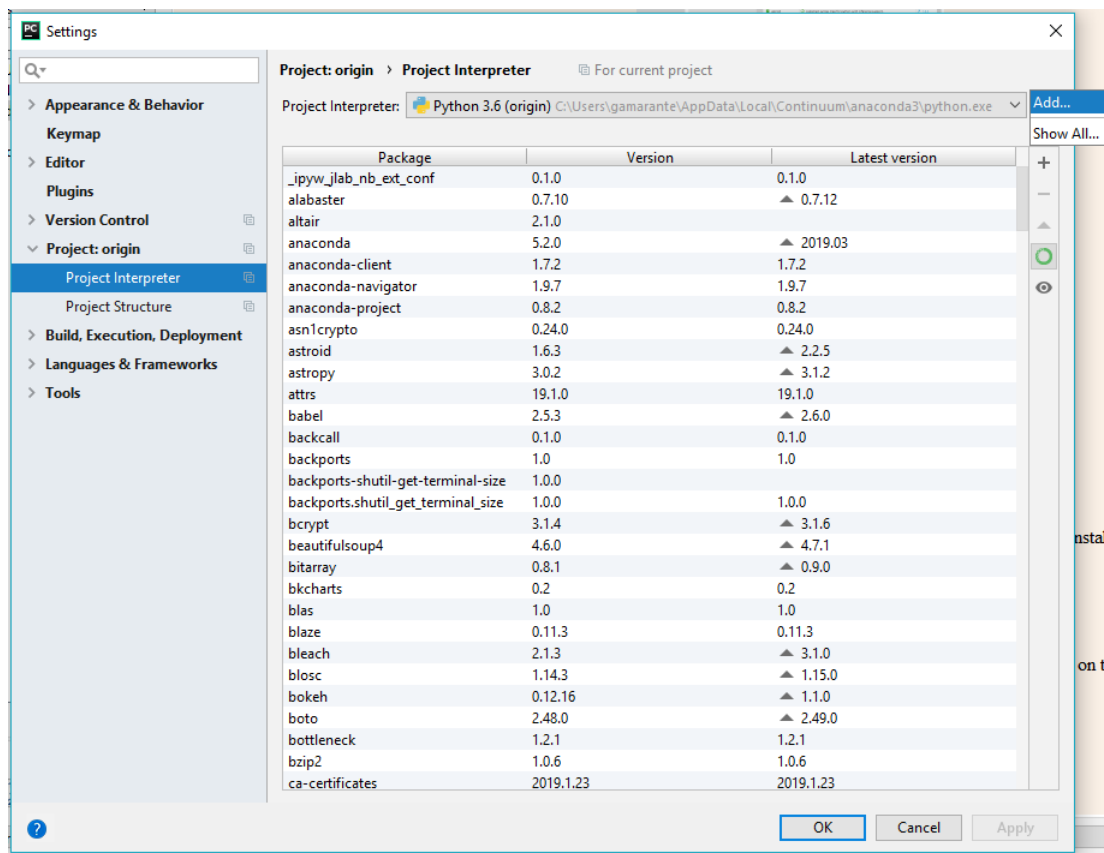 PC Settings
Project: origin › Project Interpreter For current project
Project Interpreter: Python 3.6 (origin) C:\Users\gamarante\AppData\Local\Continuum\anaconda3\python.exe
Add...
Show All...
Appearance & Behavior
Keymap
Editor
Plugins
Version Control
Project: origin
Project Interpreter
Project Structure
Build, Execution, Deployment
Languages & Frameworks
Tools
Package Version Latest version
_ipyw_jlab_nb_ext_conf 0.1.0 0.1.0
alabaster 0.7.10 0.7.12
altair 2.1.0
anaconda 5.2.0 2019.03
anaconda-client 1.7.2 1.7.2
anaconda-navigator 1.9.7 1.9.7
anaconda-project 0.8.2 0.8.2
asn1crypto 0.24.0 0.24.0
astroid 1.6.3 2.2.5
astropy 3.0.2 3.1.2
attrs 19.1.0 19.1.0
babel 2.5.3 2.6.0
backcall 0.1.0 0.1.0
backports 1.0 1.0
backports-shutil-get-terminal-size 1.0.0
backports.shutil_get_terminal_size 1.0.0 1.0.0
bcrypt 3.1.4 3.1.6
beautifulsoup4 4.6.0 4.7.1
bitarray 0.8.1 0.9.0
bkcharts 0.2 0.2
blas 1.0 1.0
blaze 0.11.3 0.11.3
bleach 2.1.3 3.1.0
blosc 1.14.3 1.15.0
bokeh 0.12.16 1.1.0
boto 2.48.0 2.49.0
bottleneck 1.2.1 1.2.1
bzip2 1.0.6 1.0.6
ca-certificates 2019.1.23 2019.1.23
on
? OK Cancel Apply